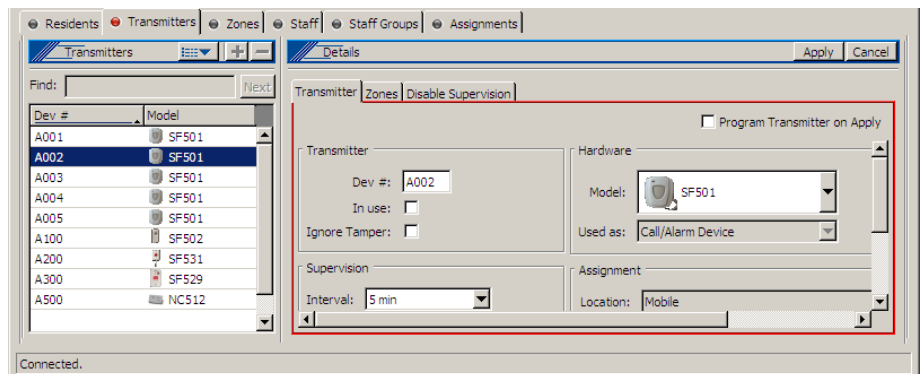 Residents Transmitters Zones Staff Staff Groups Assignments
Transmitters
Find: Next
Dev # Model
A001 SF501
A002 SF501
A003 SF501
A004 SF501
A005 SF501
A100 SF502
A200 SF531
A300 SF529
A500 NC512
Details Apply Cancel
Transmitter Zones Disable Supervision
Program Transmitter on Apply
Transmitter
Dev #: A002
In use:
Ignore Tamper:
Hardware
Model: SF501
Used as: Call/Alarm Device
Supervision
Interval: 5 min
Assignment
Location: Mobile
Connected.